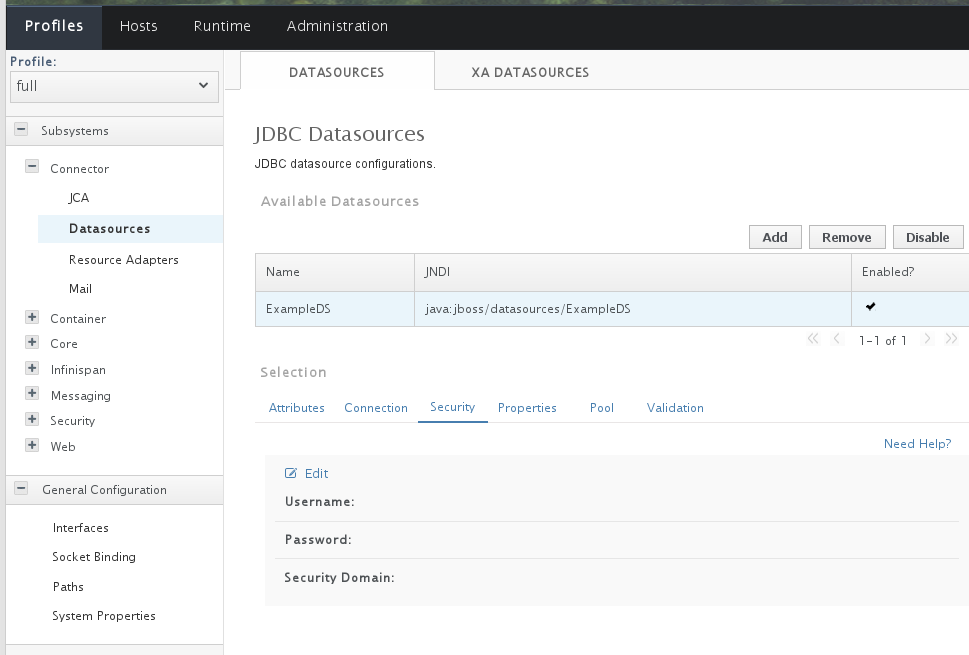 Profiles Hosts Runtime Administration
Profile:
full
Subsystems
Connector
JCA
Datasources
Resource Adapters
Mail
Container
Core
Infinispan
Messaging
Security
Web
General Configuration
Interfaces
Socket Binding
Paths
System Properties
DATASOURCES XA DATASOURCES
JDBC Datasources
JDBC datasource configurations.
Available Datasources
Add Remove Disable
Name JNDI Enabled?
ExampleDS java:jboss/datasources/ExampleDS
1-1 of 1
Selection
Attributes Connection Security Properties Pool Validation
Need Help?
Edit
Username:
Password:
Security Domain: